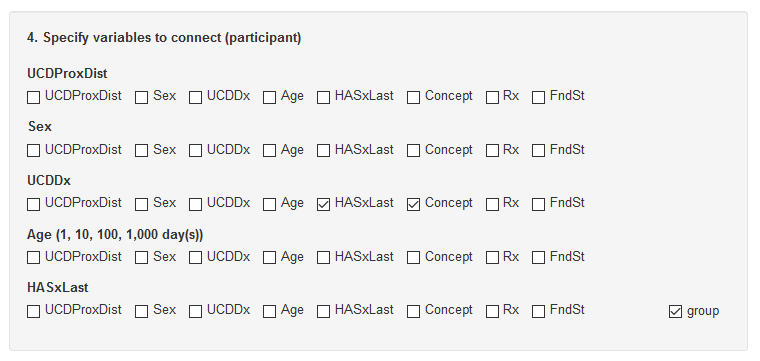 4. Specify variables to connect (participant)
UCDProxDist
UCDProxDist Sex UCDDx Age HASxLast Concept Rx FndSt
Sex
UCDProxDist Sex UCDDx Age HASxLast Concept Rx FndSt
UCDDx
UCDProxDist Sex UCDDx Age HASxLast Concept Rx FndSt
Age (1, 10, 100, 1,000 day(s))
UCDProxDist Sex UCDDx Age HASxLast Concept Rx FndSt
HASxLast
UCDProxDist Sex UCDDx Age HASxLast Concept Rx FndSt group